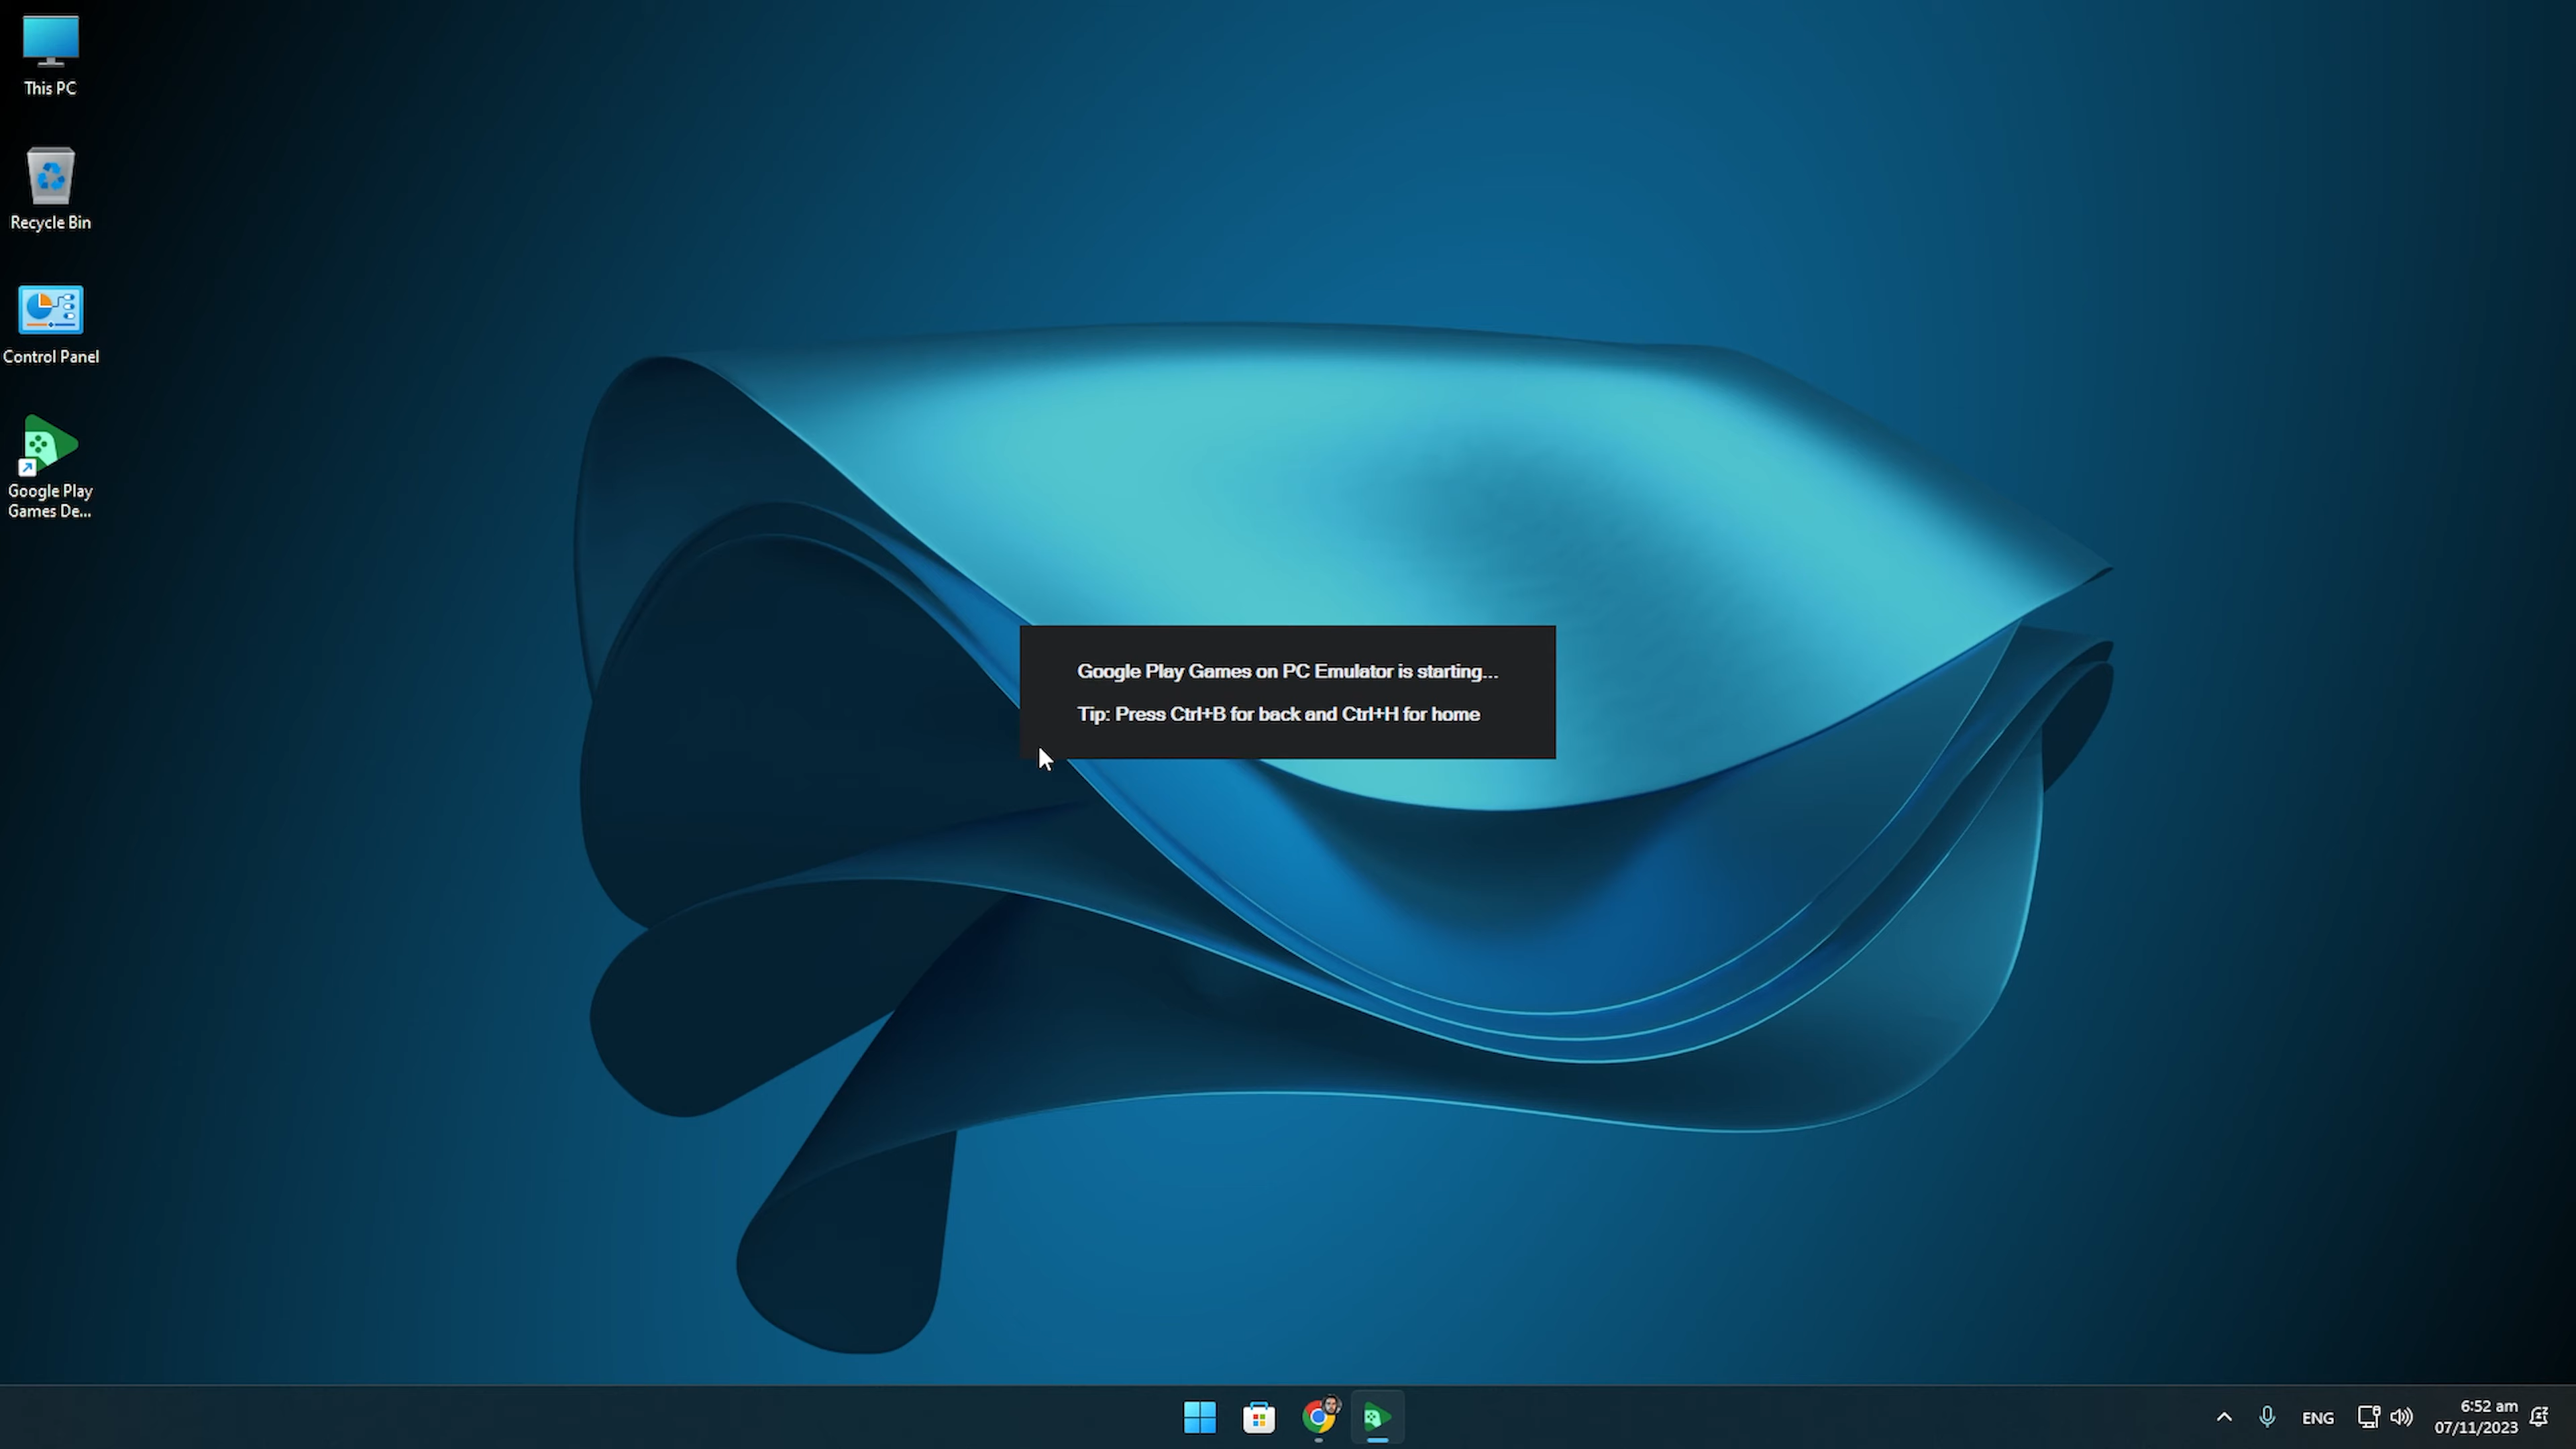 This PC
Recycle Bin
Control Panel
Google Play
Games De...
Google Play Games on PC Emulator is starting...
Tip: Press Ctrl+B for back and Ctrl+H for home
ENG
6:52 am
07/11/2023